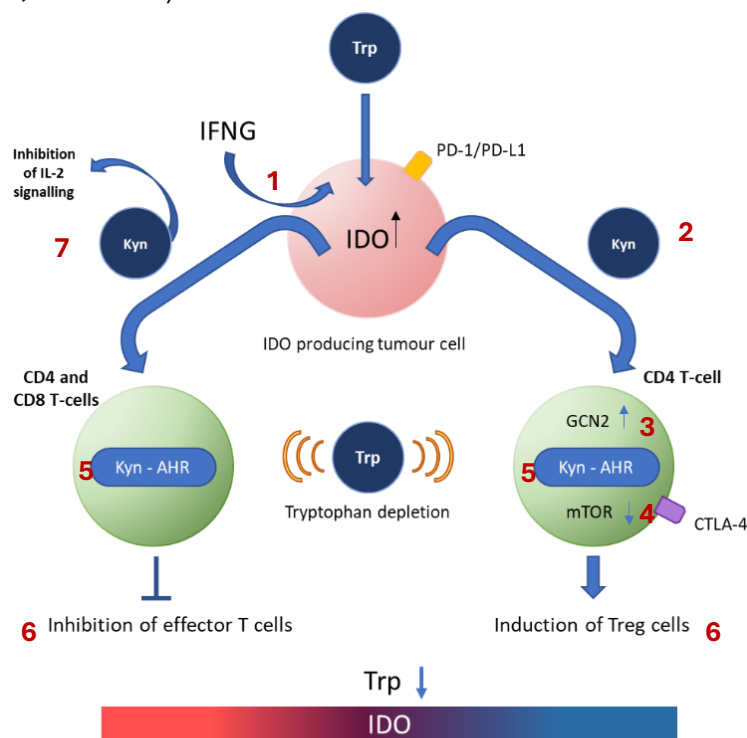 Trp
IFNG
PD-1/PD-L1
Inhibition
of IL-2
signalling
1
Kyn
7
IDO
Kyn
2
IDO producing tumour cell
CD4 and
CD8 T-cells
CD4 T-cell
GCN2
3
5
Kyn - AHR
Trp
5
Kyn - AHR
Tryptophan depletion
mTOR
4
CTLA-4
6
Inhibition of effector T cells
Induction of Treg cells
6
Trp
IDO